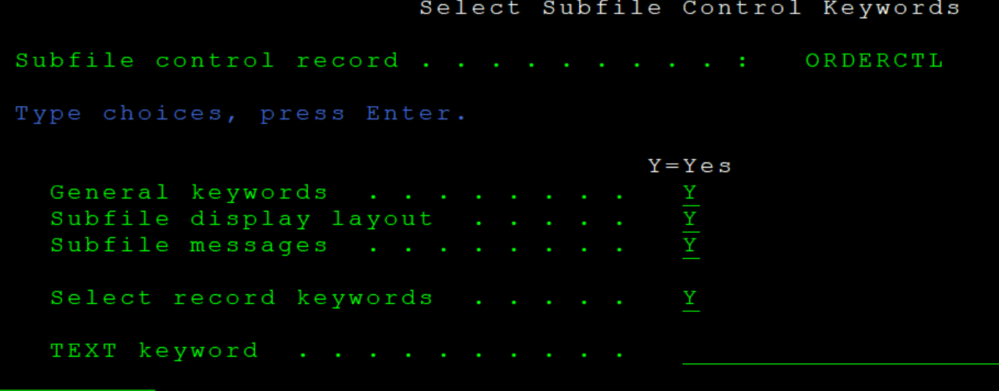 Select Subfile Control Keywords
Subfile control record . . . . . . . . . : ORDERCTL
Type choices, press Enter.
Y=Yes
General keywords . . . . . . . . Y
Subfile display layout . . . . . Y
Subfile messages . . . . . . . . Y
Select record keywords . . . . . Y
TEXT keyword . . . . . . . . . .